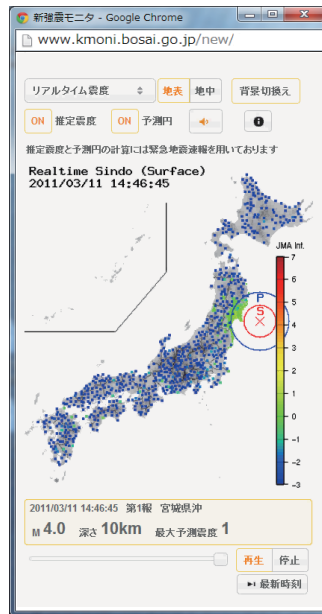 新強震モニタ - Google Chrome
www.kmoni.bosai.go.jp/new/
リアルタイム震度 地表 地中 背景切換え
ON 推定震度 ON 予測円
推定震度と予測円の計算には緊急地震速報を用いております
Realtime Sindo (Surface)
2011/03/11 14:46:45
JMA Int.
7
6
5
4
3
2
1
0
-1
-2
-3
P
S
2011/03/11 14:46:45 第1報 宮城県沖
M 4.0 深さ 10km 最大予測震度 1
再生 停止
最新時刻